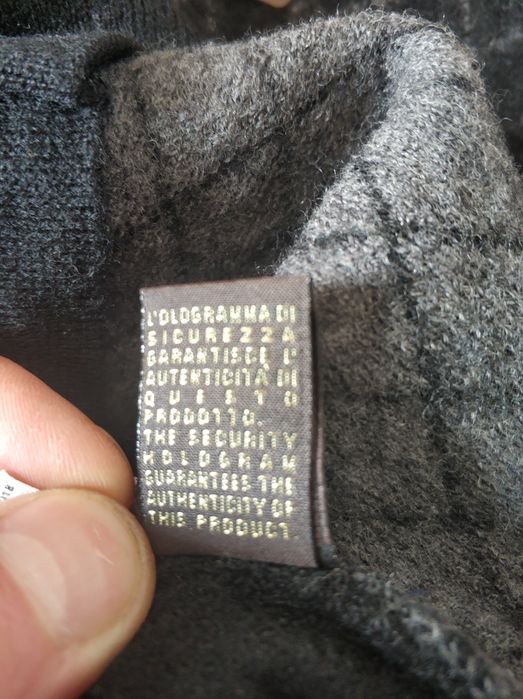 L'OLOGRAMMA DI
SICUREZZA
GARANTISCE L'
AUTENTICITÀ DI
QUESTO
PRODOTTO.
THE SECURITY
HOLOGRAM
GUARANTEES THE
AUTHENTICITY OF
THIS PRODUCT